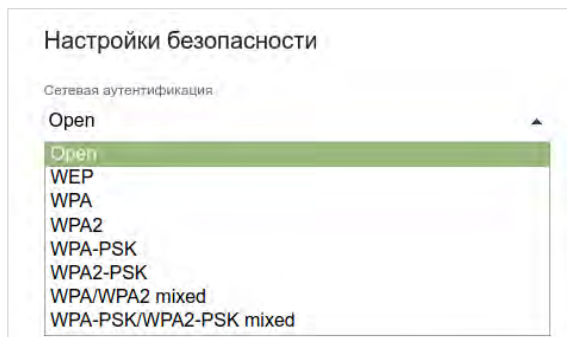 Настройки безопасности
Сетевая аутентификация
Open
Open
WEP
WPA
WPA2
WPA-PSK
WPA2-PSK
WPA/WPA2 mixed
WPA-PSK/WPA2-PSK mixed